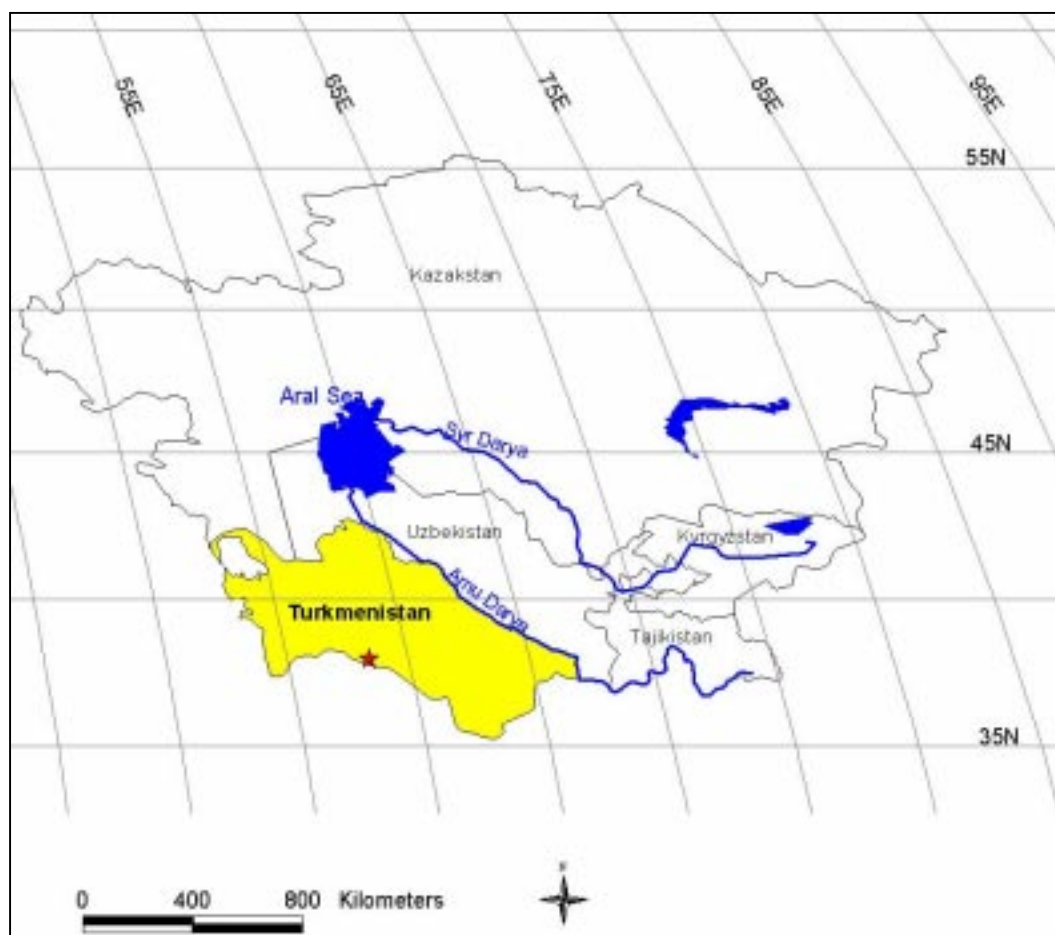 55E
65E
75E
85E
95E
55N
Kazakstan
Aral Sea
Syr Darya
45N
Uzbekistan
Kyrgyzstan
Amu Darya
Turkmenistan
Tajikistan
35N
N
0 400 800 Kilometers